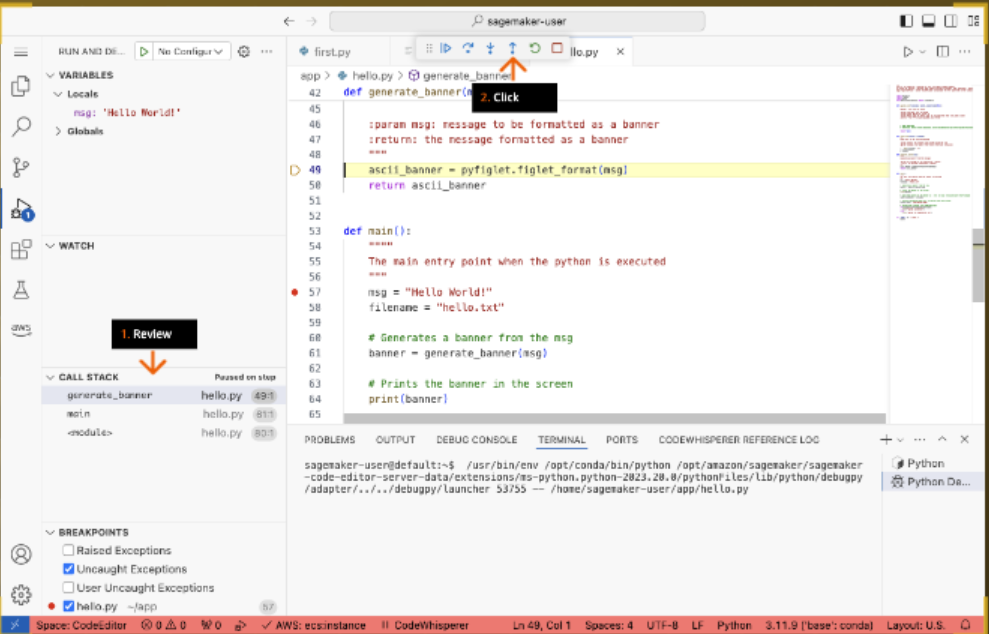 sagemaker-user
RUN AND DE... No Configur
first.py
llo.py
VARIABLES
Locals
msg: 'Hello World!'
Globals
WATCH
1. Review
CALL STACK Paused on step
generate_banner hello.py 49:1
main hello.py 61:1
<module> hello.py 80:1
BREAKPOINTS
Raised Exceptions
Uncaught Exceptions
User Uncaught Exceptions
hello.py ~/app 57
1
aws
app > hello.py > generate_banner
2. Click
42 def generate_banner(m
45
46 :param msg: message to be formatted as a banner
47 :return: the message formatted as a banner
48 """
49 ascii_banner = pyfiglet.figlet_format(msg)
50 return ascii_banner
51
52
53 def main():
54 """
55 The main entry point when the python is executed
56 """
57 msg = "Hello World!"
58 filename = "hello.txt"
59
60 # Generates a banner from the msg
61 banner = generate_banner(msg)
62
63 # Prints the banner in the screen
64 print(banner)
65
PROBLEMS OUTPUT DEBUG CONSOLE TERMINAL PORTS CODEWHISPERER REFERENCE LOG
sagemaker-user@default:~$ /usr/bin/env /opt/conda/bin/python /opt/amazon/sagemaker/sagemaker
-code-editor-server-data/extensions/ms-python.python-2023.20.0/pythonFiles/lib/python/debugpy
/adapter/../../debugpy/launcher 53755 -- /home/sagemaker-user/app/hello.py
Python
Python De...
Space: CodeEditor 0 0 0 AWS: ecs:instance CodeWhisperer Ln 49, Col 1 Spaces: 4 UTF-8 LF Python 3.11.9 ('base': conda) Layout: U.S.